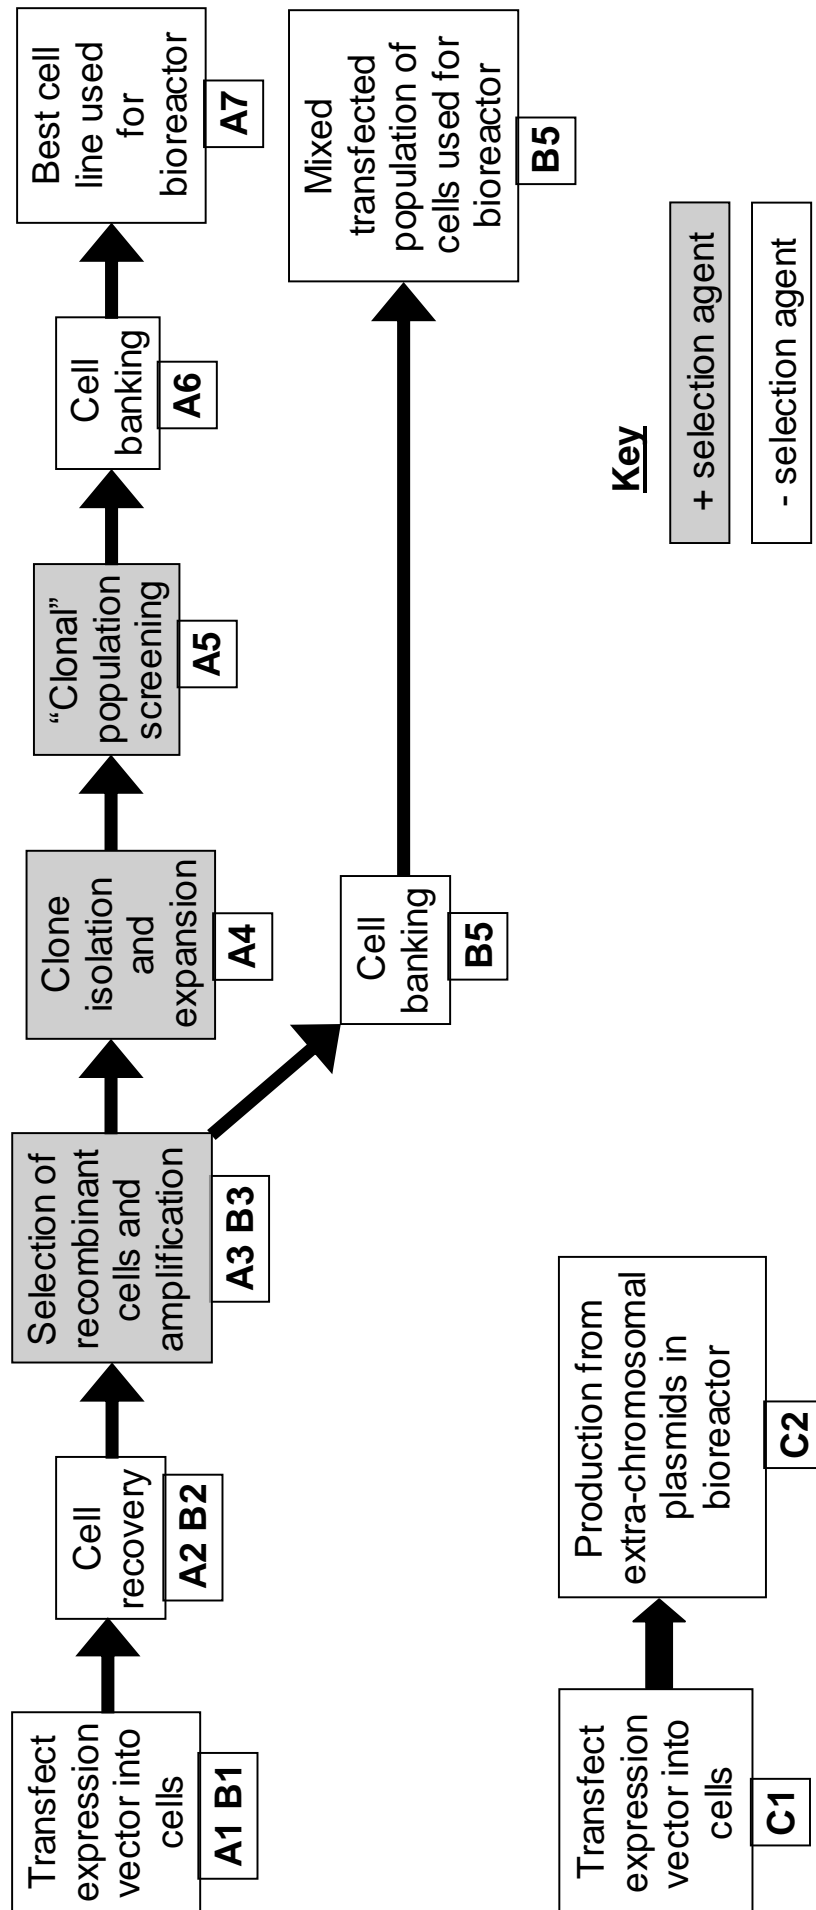 Transfect
expression
vector into
cells
A1 B1
Cell
recovery
A2 B2
Selection of
recombinant
cells and
amplification
A3 B3
Clone
isolation
and
expansion
A4
“Clonal”
population
screening
A5
Cell
banking
A6
Best cell
line used
for
bioreactor
A7
Cell
banking
B5
Mixed
transfected
population of
cells used for
bioreactor
B5
Transfect
expression
vector into
cells
C1
Production from
extra-chromosomal
plasmids in
bioreactor
C2
Key
+ selection agent
- selection agent